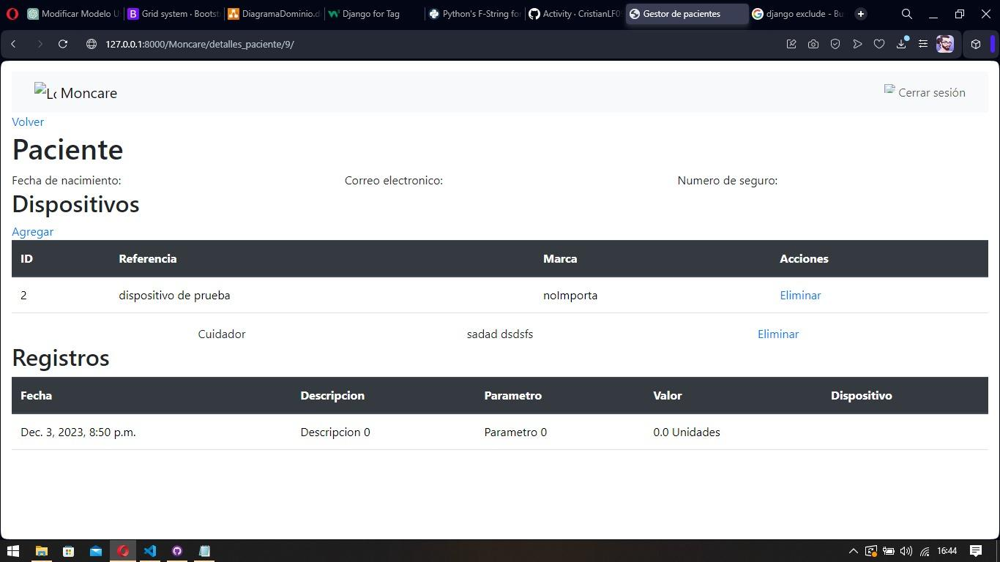 Modificar Modelo U
Grid system · Bootst
DiagramaDominio.d
Django for Tag
Python's F-String for
Activity · CristianLF0
Gestor de pacientes
django exclude - Bu
127.0.0.1:8000/Moncare/detalles_paciente/9/
Lo Moncare
Cerrar sesión
Volver
Paciente
Fecha de nacimiento: Correo electronico: Numero de seguro:
Dispositivos
Agregar
ID Referencia Marca Acciones
2 dispositivo de prueba noImporta Eliminar
Cuidador sadad dsdsfs Eliminar
Registros
Fecha Descripcion Parametro Valor Dispositivo
Dec. 3, 2023, 8:50 p.m. Descripcion 0 Parametro 0 0.0 Unidades
16:44